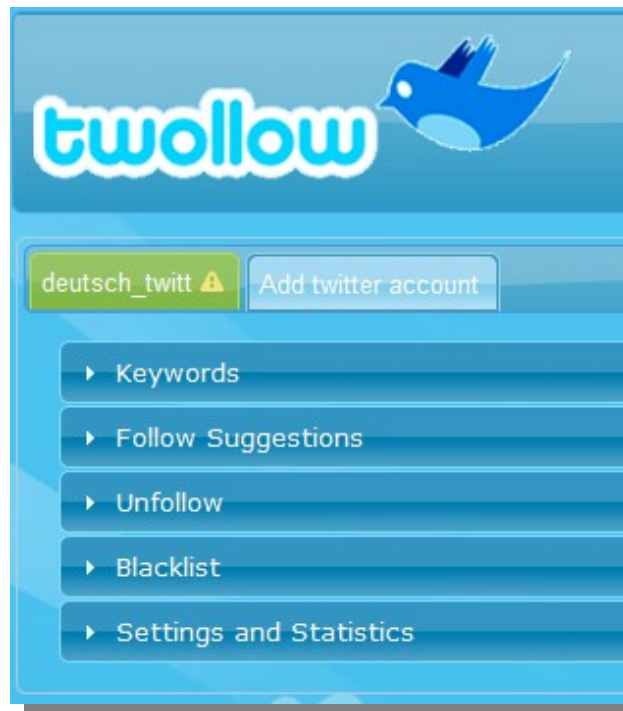 twollow
deutsch_twitt Add twitter account
Keywords
Follow Suggestions
Unfollow
Blacklist
Settings and Statistics